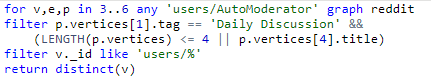 for v,e,p in 3..6 any 'users/AutoModerator' graph reddit
filter p.vertices[1].tag == 'Daily Discussion' &&
(LENGTH(p.vertices) <= 4 || p.vertices[4].title)
filter v._id like 'users/%'
return distinct(v)